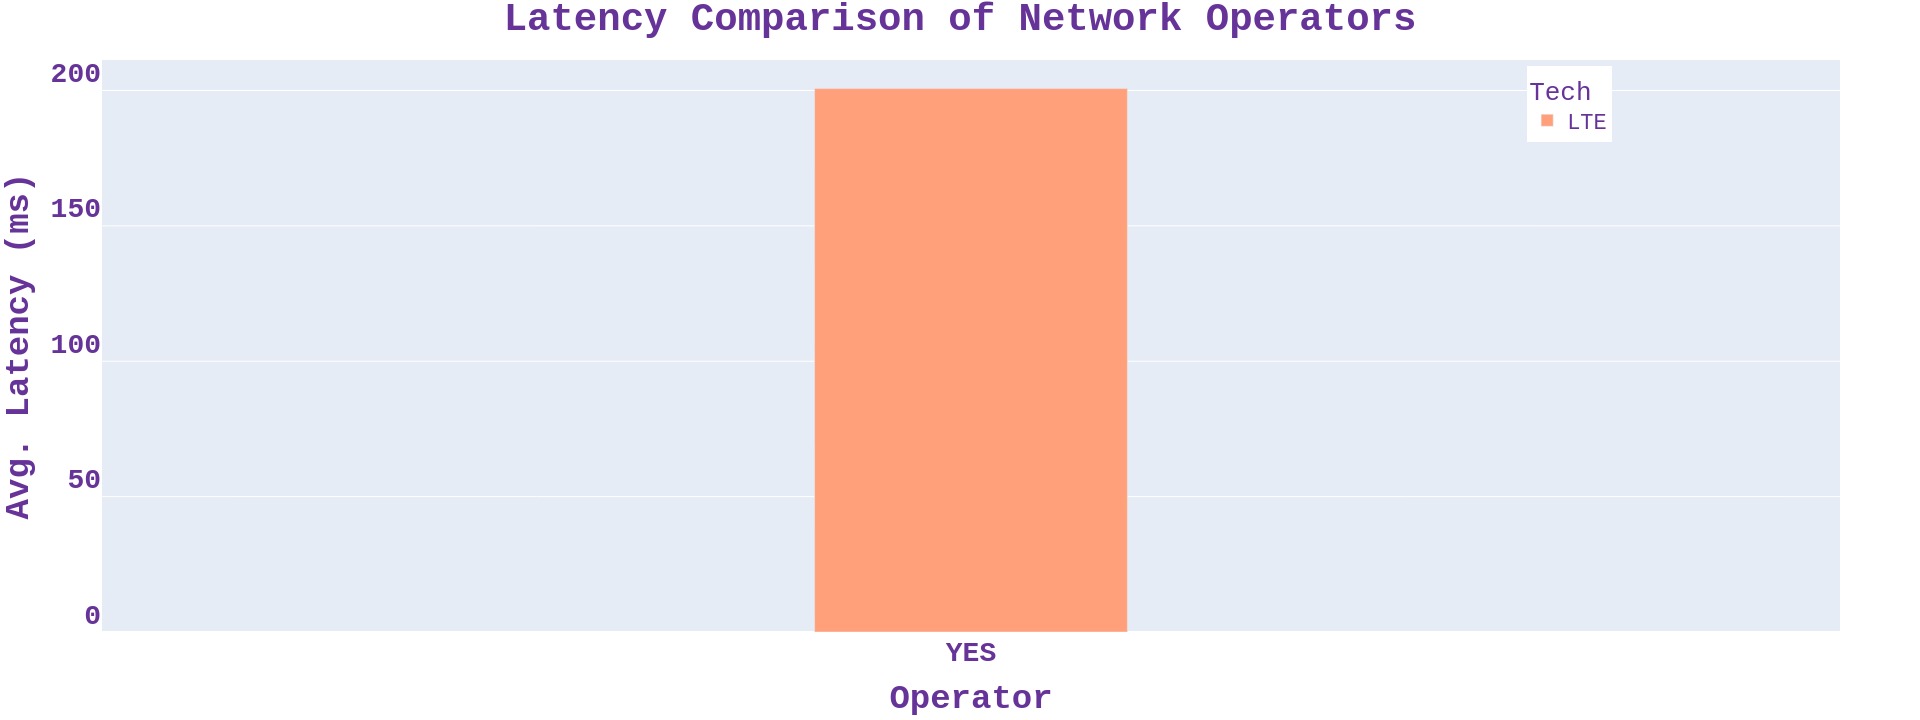 Latency Comparison of Network Operators
200
150
100
50
0
Avg. Latency (ms)
Tech
LTE
YES
Operator